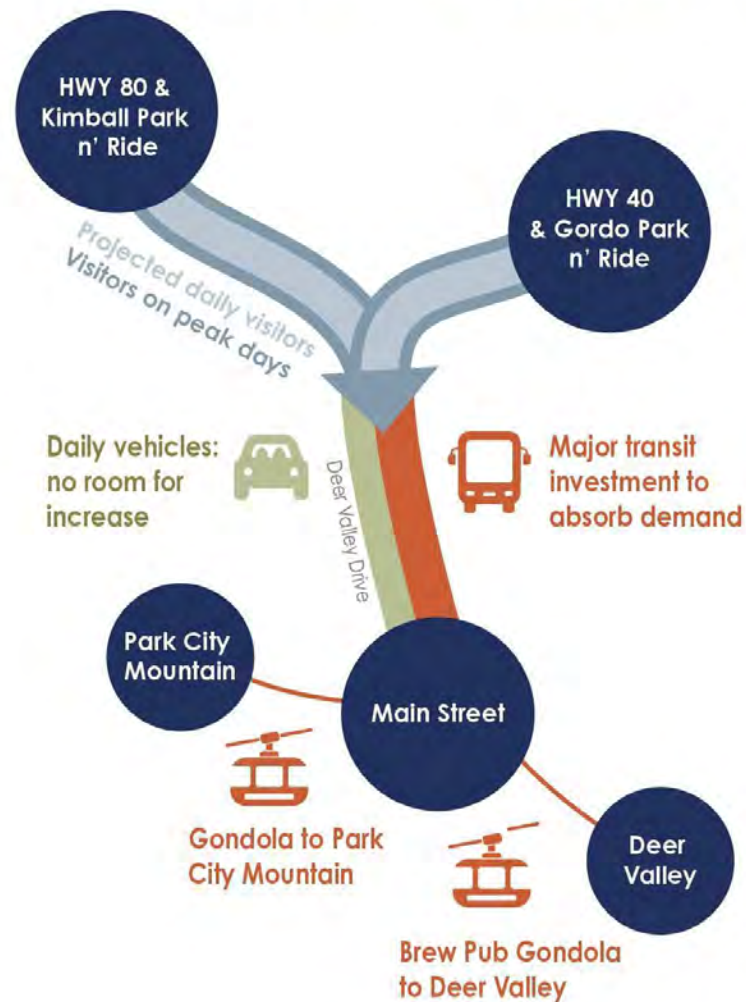 HWY 80 &
Kimball Park
n' Ride
HWY 40
& Gordo Park
n' Ride
Projected daily visitors
Visitors on peak days
Daily vehicles:
no room for
increase
Deer Valley Drive
Major transit
investment to
absorb demand
Park City
Mountain
Main Street
Gondola to Park
City Mountain
Deer
Valley
Brew Pub Gondola
to Deer Valley